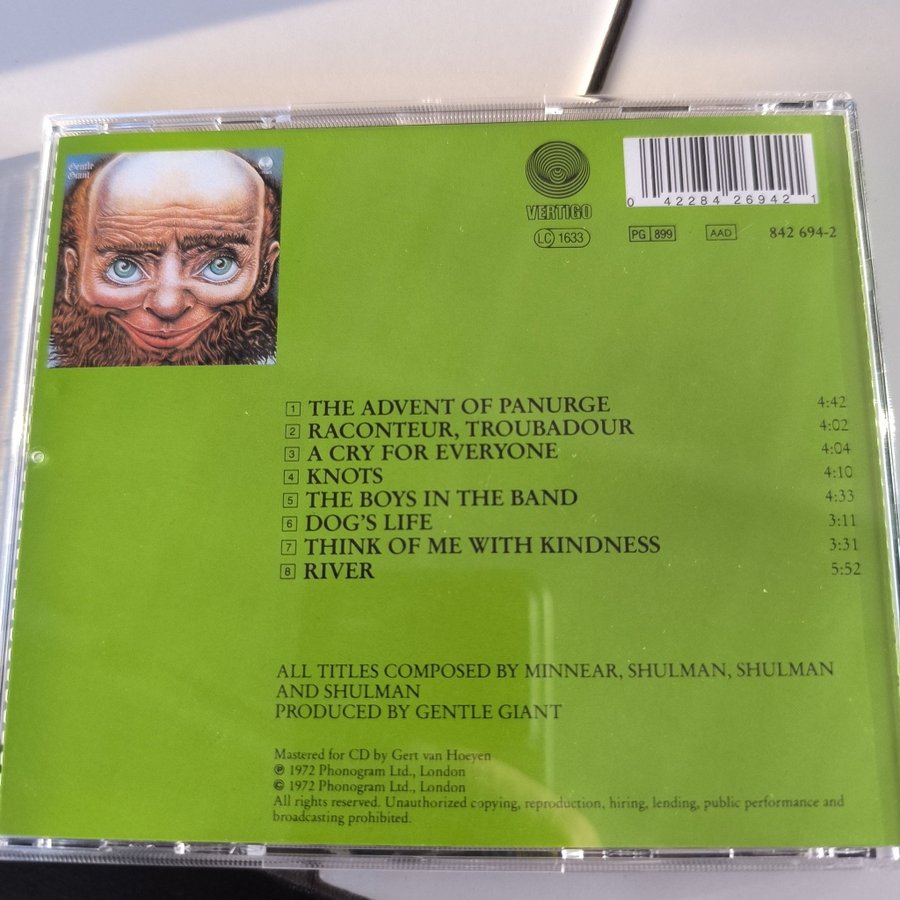 Gentle
Giant
VERTIGO
LC 1633
PG 899
AAD
842 694-2
0 42284 26942 1
1 THE ADVENT OF PANURGE 4:42
2 RACONTEUR, TROUBADOUR 4:02
3 A CRY FOR EVERYONE 4:04
4 KNOTS 4:10
5 THE BOYS IN THE BAND 4:33
6 DOG'S LIFE 3:11
7 THINK OF ME WITH KINDNESS 3:31
8 RIVER 5:52
ALL TITLES COMPOSED BY MINNEAR, SHULMAN, SHULMAN
AND SHULMAN
PRODUCED BY GENTLE GIANT
Mastered for CD by Gert van Hoeyen
℗ 1972 Phonogram Ltd., London
© 1972 Phonogram Ltd., London
All rights reserved. Unauthorized copying, reproduction, hiring, lending, public performance and
broadcasting prohibited.